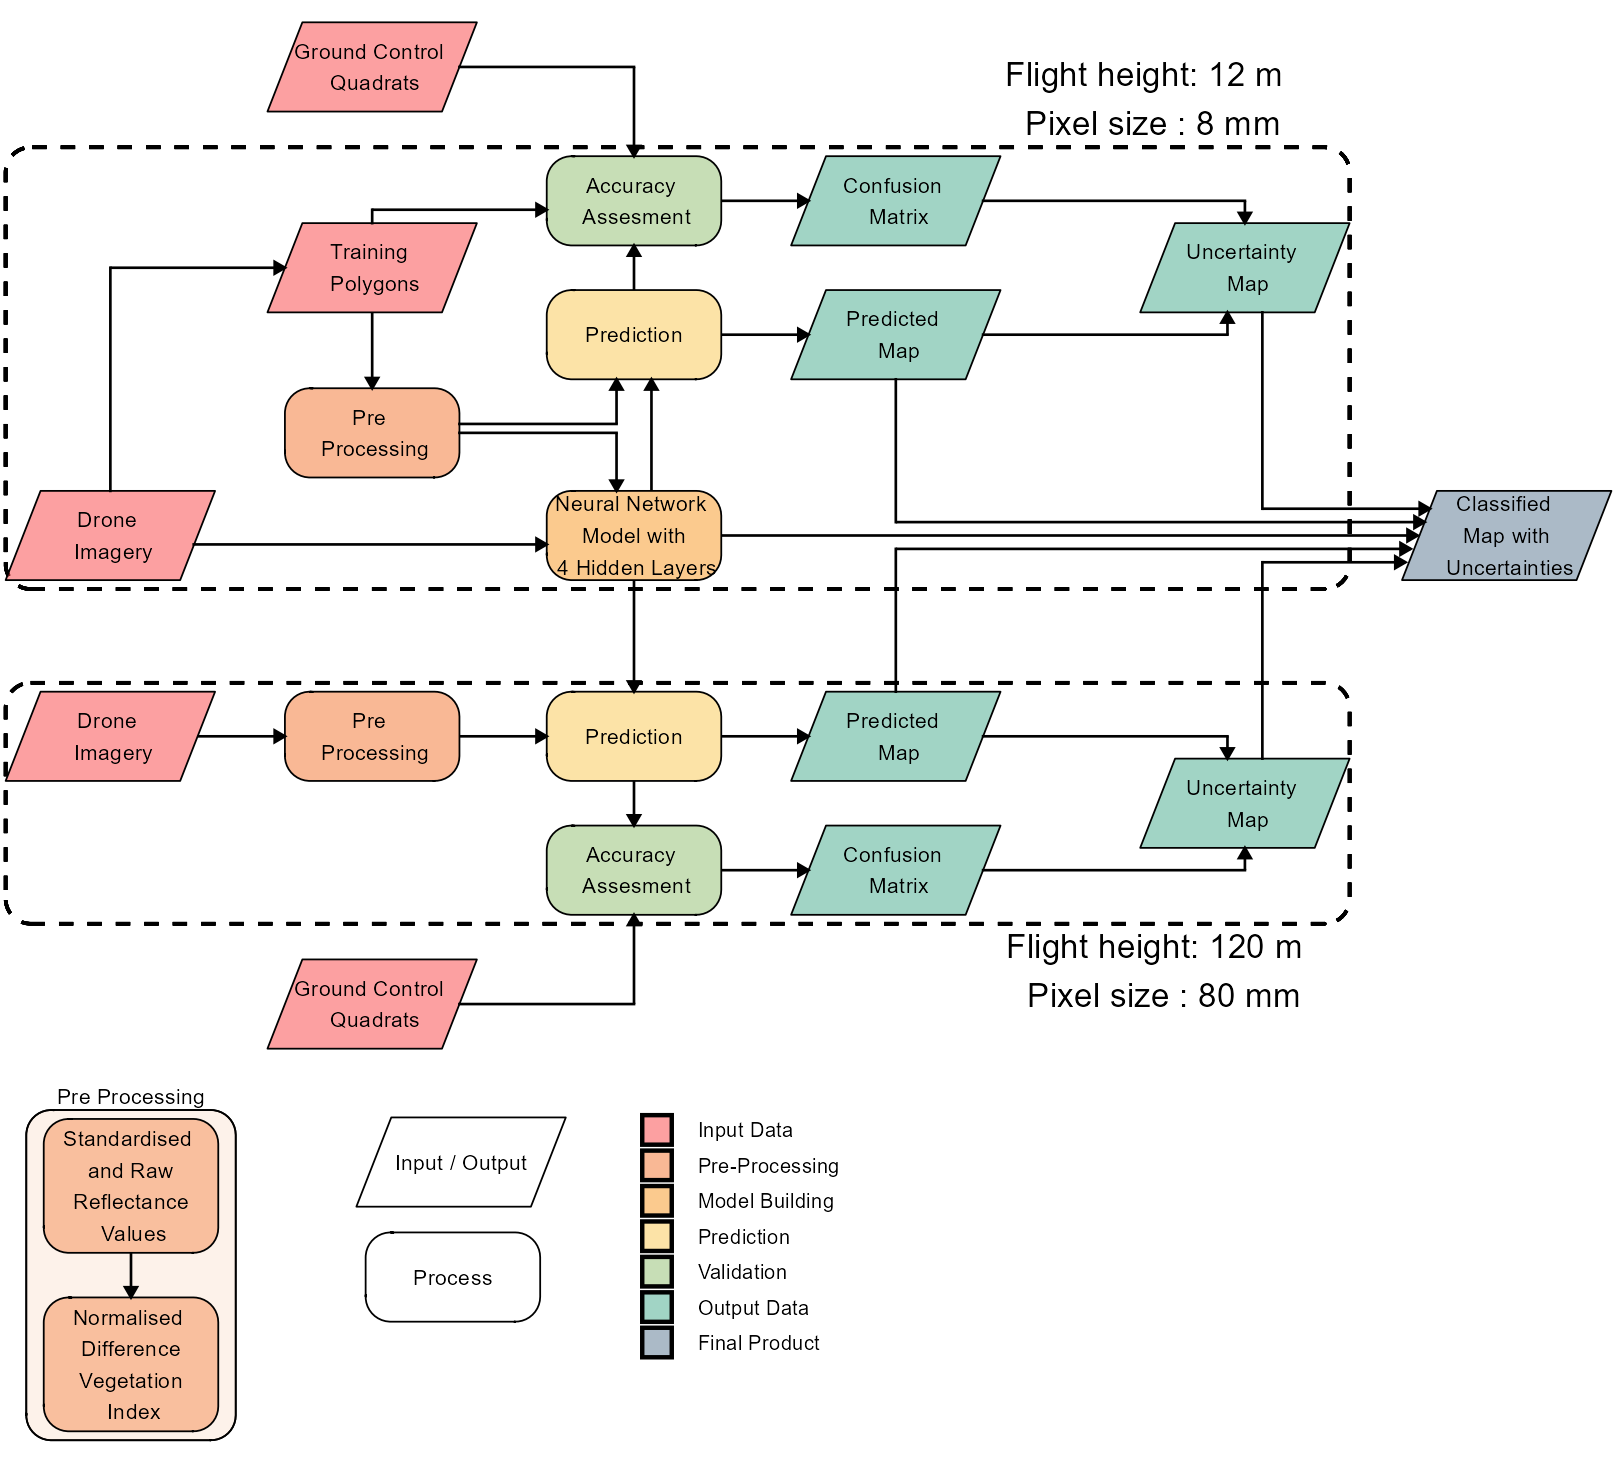 Ground Control
Quadrats
Flight height: 12 m
Pixel size : 8 mm
Accuracy
Assesment
Confusion
Matrix
Training
Polygons
Uncertainty
Map
Prediction
Predicted
Map
Pre
Processing
Drone
Imagery
Neural Network
Model with
4 Hidden Layers
Classified
Map with
Uncertainties
Drone
Imagery
Pre
Processing
Prediction
Predicted
Map
Uncertainty
Map
Accuracy
Assesment
Confusion
Matrix
Flight height: 120 m
Pixel size : 80 mm
Ground Control
Quadrats
Pre Processing
Standardised
and Raw
Reflectance
Values
Normalised
Difference
Vegetation
Index
Input / Output
Process
Input Data
Pre-Processing
Model Building
Prediction
Validation
Output Data
Final Product